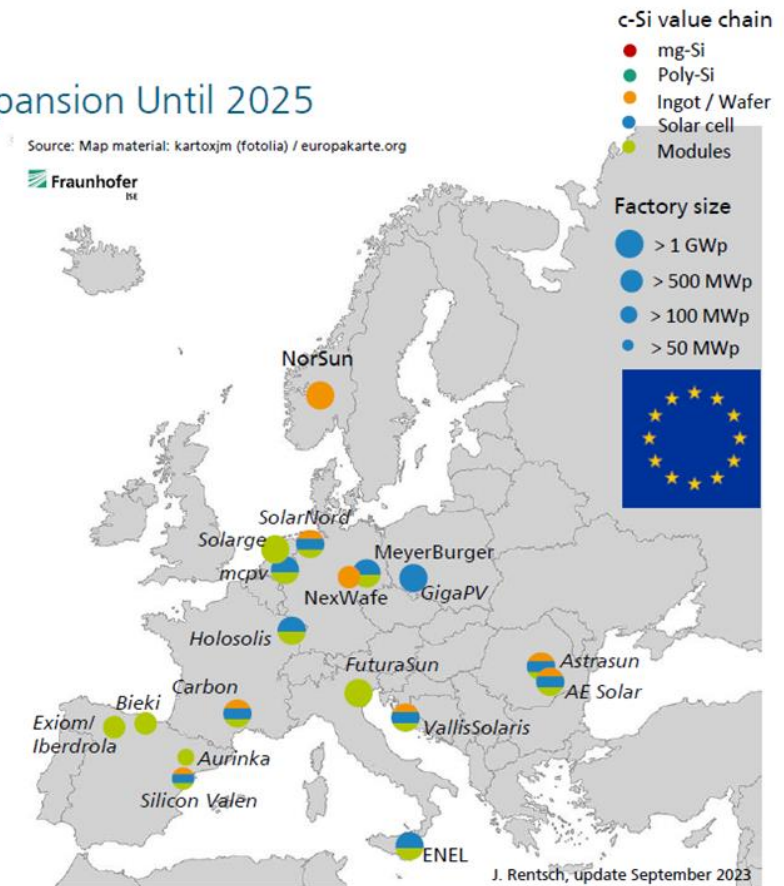 c-Si value chain
mg-Si
Poly-Si
Ingot / Wafer
Solar cell
Modules
pansion Until 2025
Source: Map material: kartoxjm (fotolia) / europakarte.org
Fraunhofer
ISE
Factory size
> 1 GWp
> 500 MWp
> 100 MWp
> 50 MWp
NorSun
SolarNord
Solarge
MeyerBurger
mcpv
NexWafe
GigaPV
Holosolis
FuturaSun
Astrasun
Carbon
AE Solar
Bieki
Exiom/
Iberdrola
VallisSolaris
Aurinka
Silicon Valen
ENEL
J. Rentsch, update September 2023